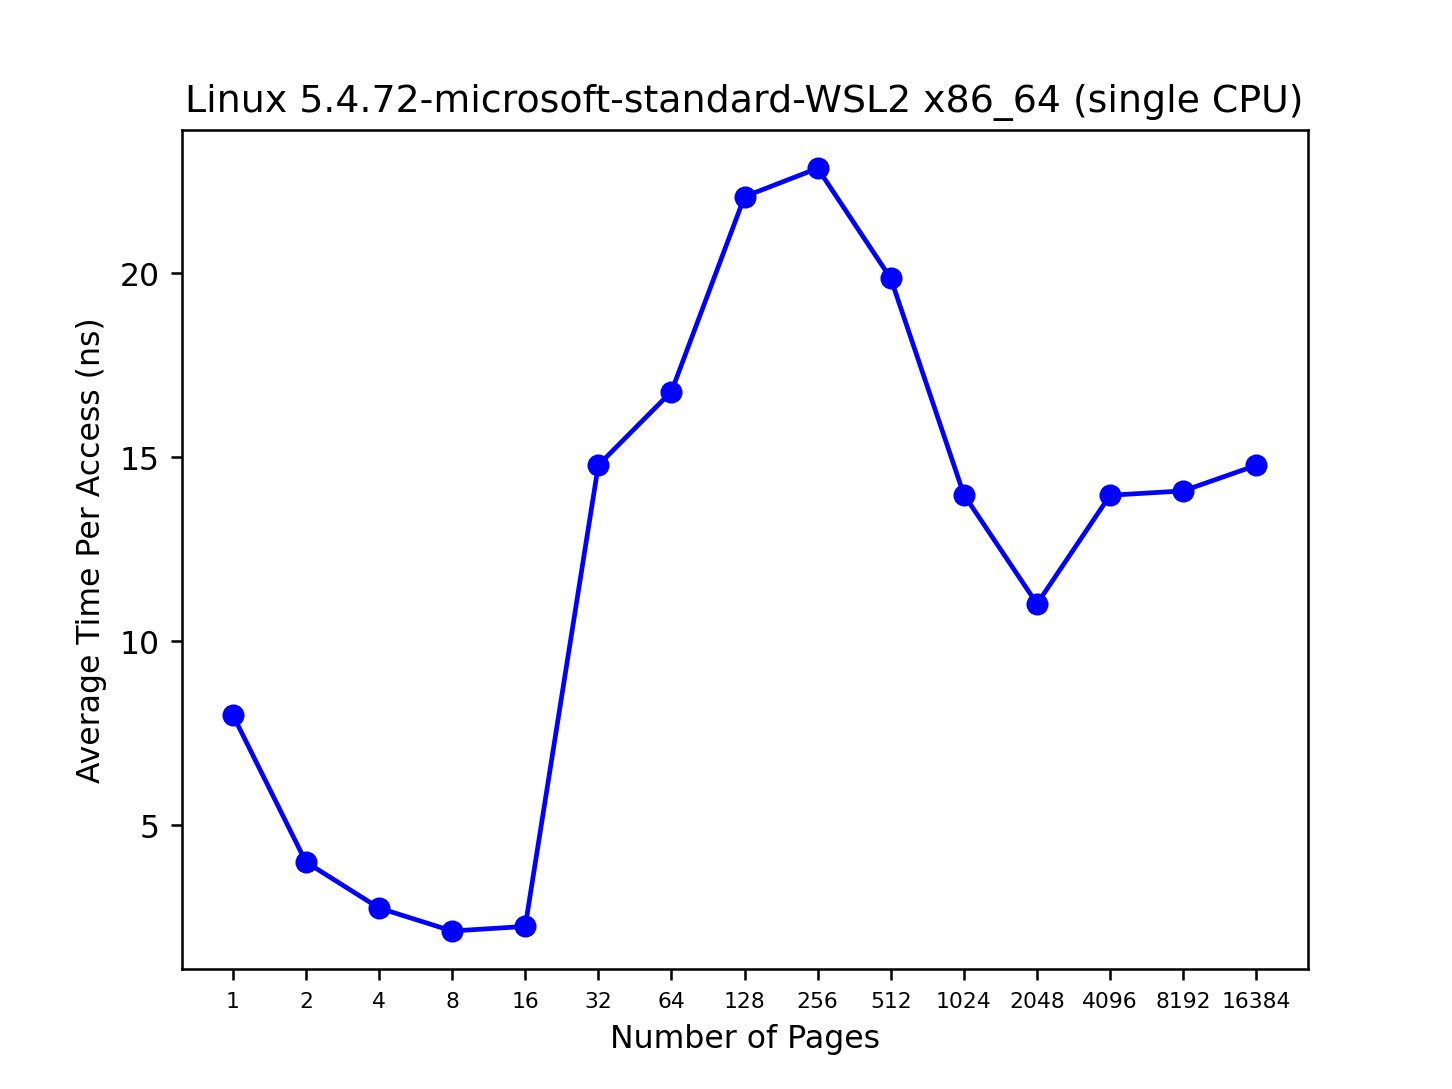 Linux 5.4.72-microsoft-standard-WSL2 x86_64 (single CPU)
Average Time Per Access (ns)
20
15
10
5
1 2 4 8 16 32 64 128 256 512 1024 2048 4096 8192 16384
Number of Pages